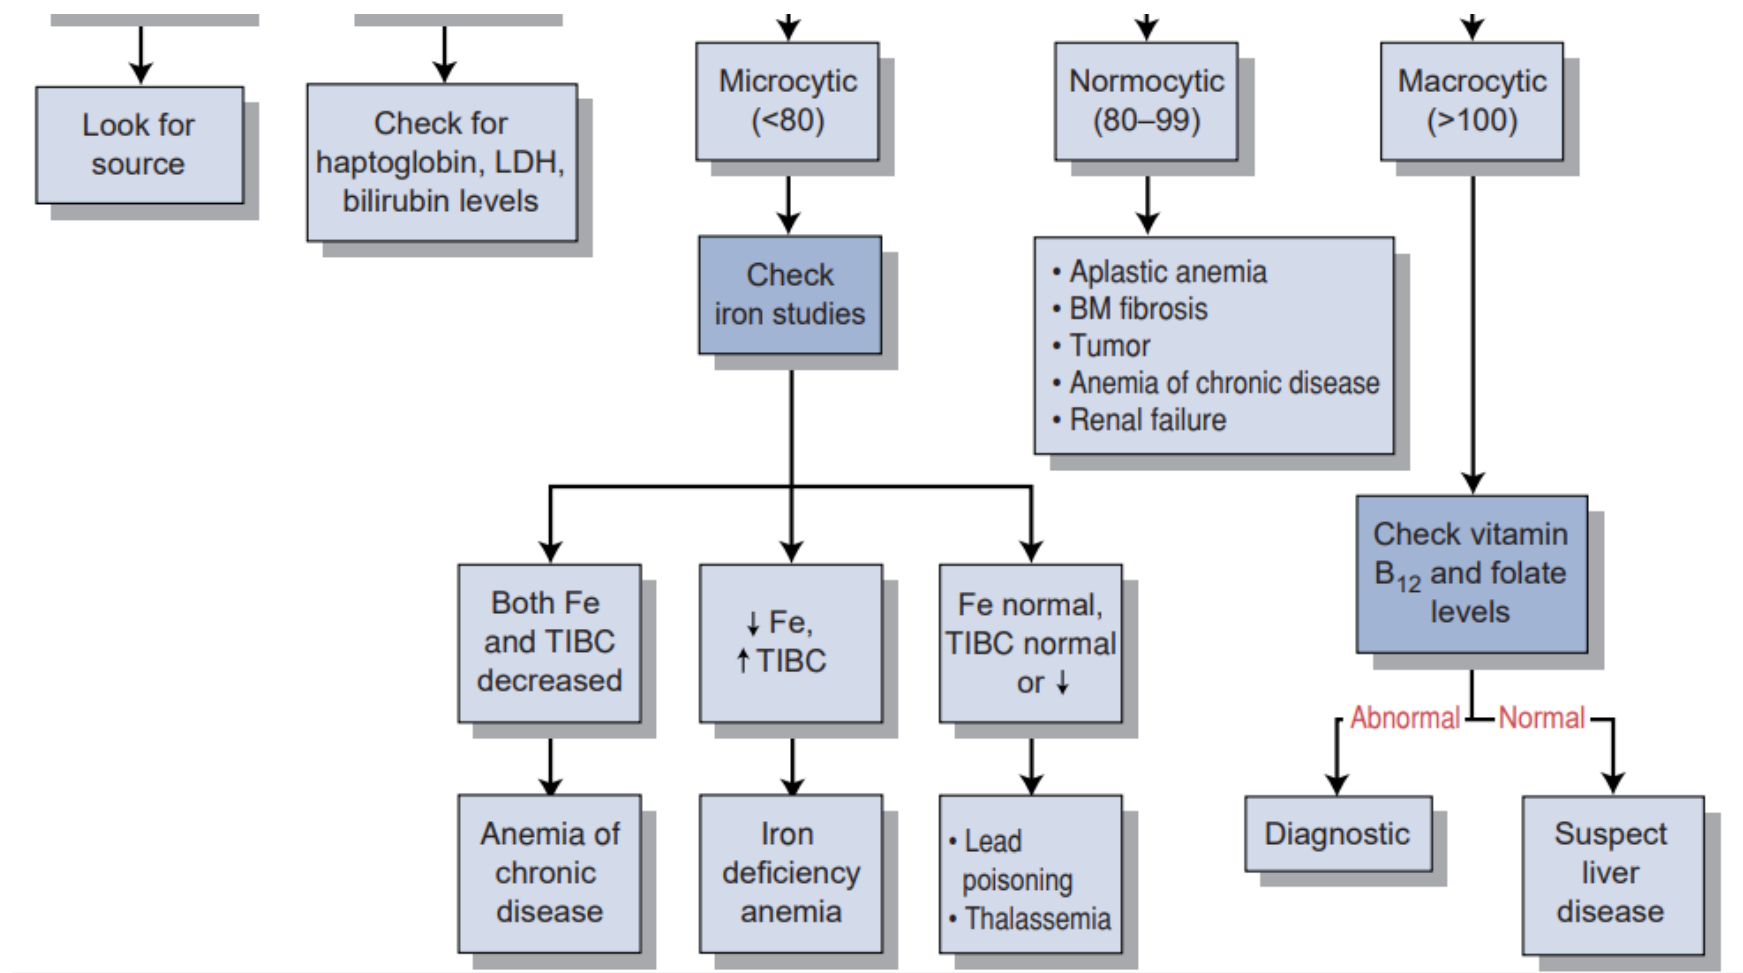 Look for
source
Check for
haptoglobin, LDH,
bilirubin levels
Microcytic
(<80)
Normocytic
(80–99)
Macrocytic
(>100)
Check
iron studies
• Aplastic anemia
• BM fibrosis
• Tumor
• Anemia of chronic disease
• Renal failure
Check vitamin
B12 and folate
levels
Both Fe
and TIBC
decreased
↓ Fe,
↑ TIBC
Fe normal,
TIBC normal
or ↓
Abnormal
Normal
Anemia of
chronic
disease
Iron
deficiency
anemia
• Lead
poisoning
• Thalassemia
Diagnostic
Suspect
liver
disease